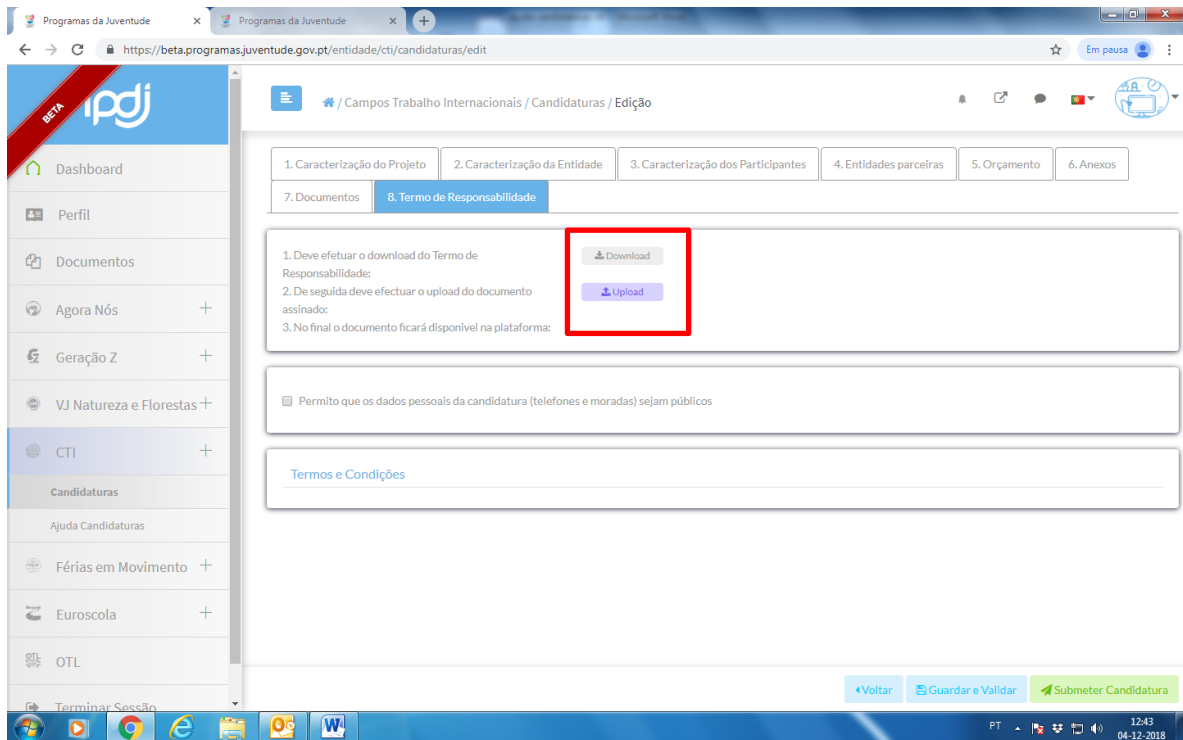 Programas da Juventude
Programas da Juventude
https://beta.programas.juventude.gov.pt/entidade/cti/candidaturas/edit
Em pausa
BETA
ipdj
/ Campos Trabalho Internacionais / Candidaturas / Edição
Dashboard
Perfil
Documentos
Agora Nós
Geração Z
VJ Natureza e Florestas
CTI
Candidaturas
Ajuda Candidaturas
Férias em Movimento
Euroscola
OTL
OTL
Terminar Sessão
1. Caracterização do Projeto
2. Caracterização da Entidade
3. Caracterização dos Participantes
4. Entidades parceiras
5. Orçamento
6. Anexos
7. Documentos
8. Termo de Responsabilidade
1. Deve efetuar o download do Termo de
Responsabilidade:
Download
2. De seguida deve efectuar o upload do documento
assinado:
Upload
3. No final o documento ficará disponivel na plataforma:
Permito que os dados pessoais da candidatura (telefones e moradas) sejam públicos
Termos e Condições
Voltar
Guardar e Validar
Submeter Candidatura
PT
12:43
04-12-2018